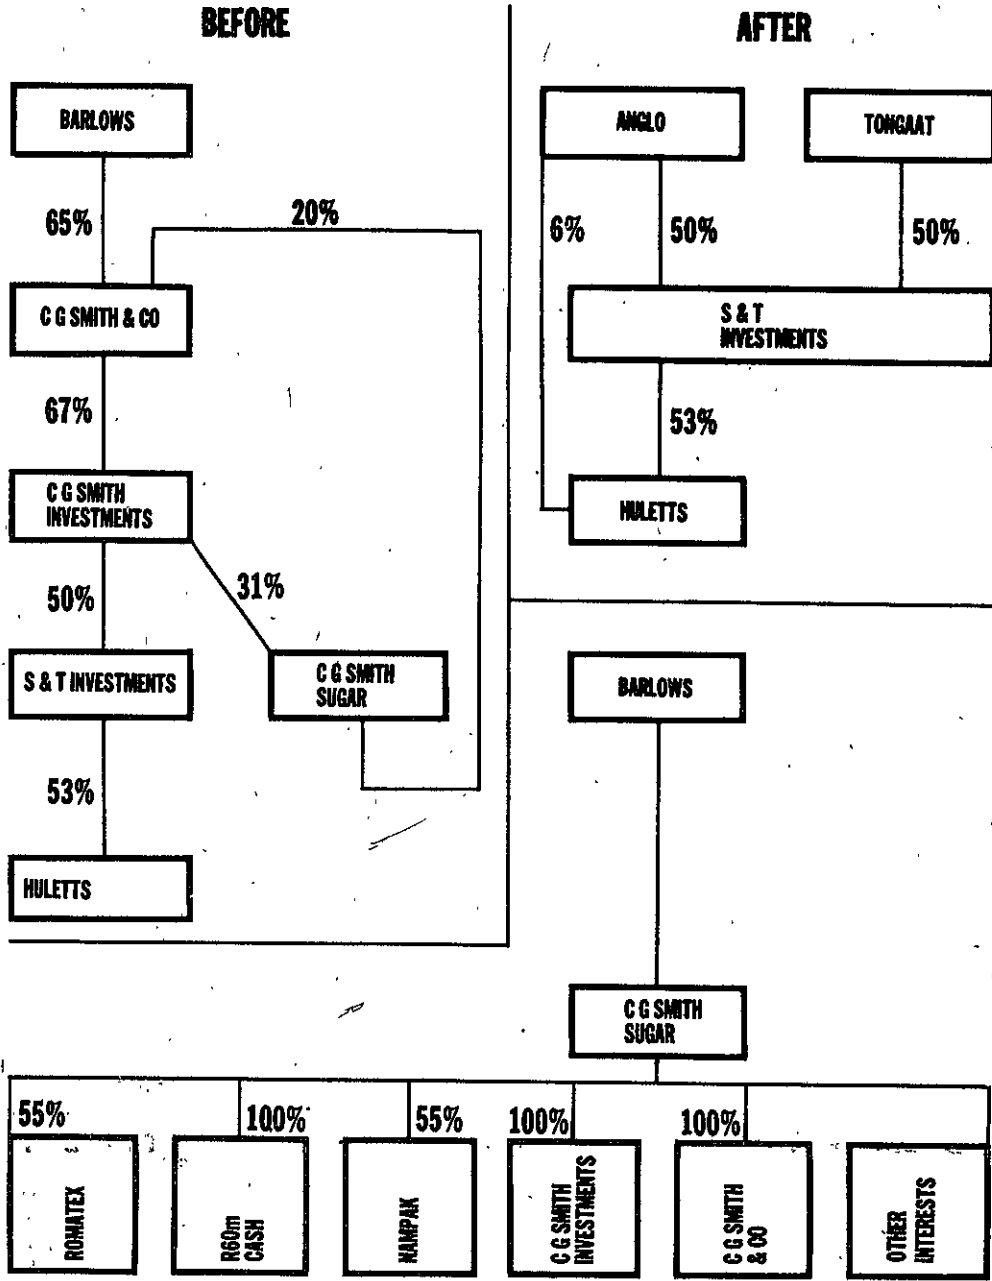 BEFORE
BARLOWS
65%
20%
C G SMITH & CO
67%
C G SMITH
INVESTMENTS
50%
31%
S & T INVESTMENTS
C G SMITH
SUGAR
53%
HULETTS
AFTER
ANGLO
TONGAAT
6%
50%
50%
S & T
INVESTMENTS
53%
HULETTS
BARLOWS
C G SMITH
SUGAR
55%
100%
55%
100%
100%
ROMATEX
R60m
CASH
NAMPAK
C G SMITH
INVESTMENTS
C G SMITH
& CO
OTHER
INTERESTS